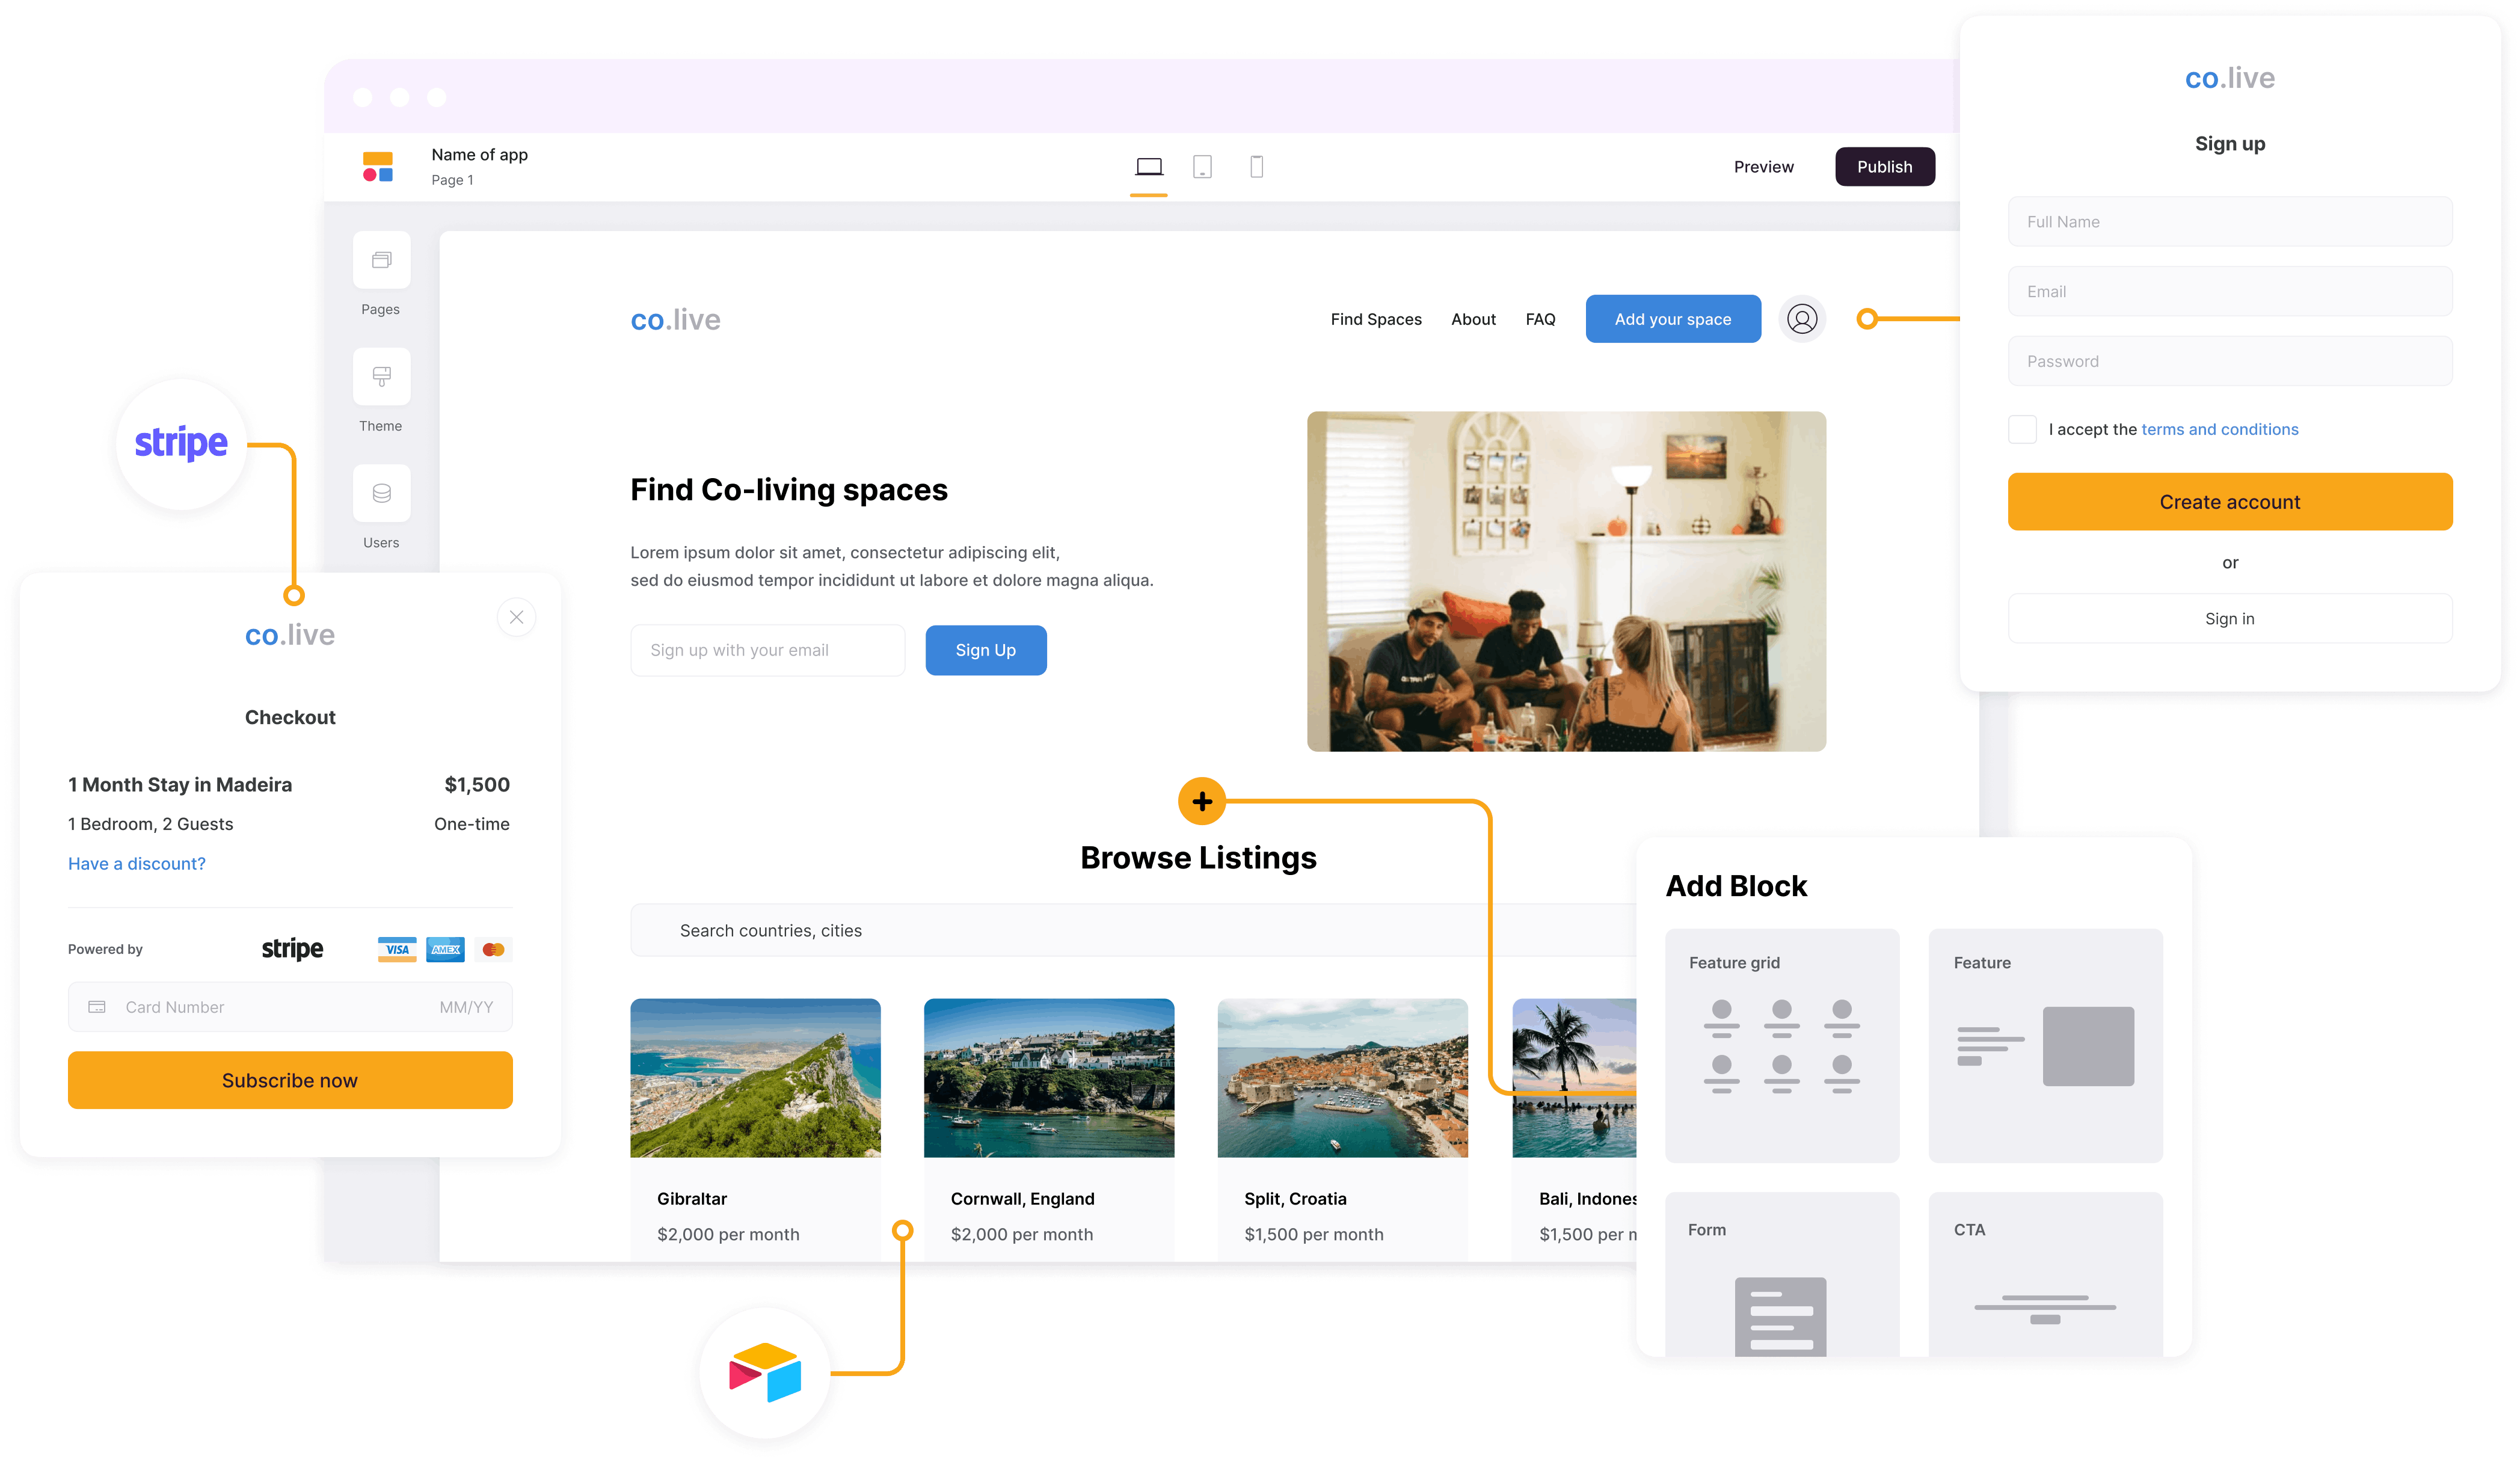 Name of app
Page 1
Preview
Publish
Pages
Theme
Users
co.live
Find Spaces
About
FAQ
Add your space
Find Co-living spaces
Lorem ipsum dolor sit amet, consectetur adipiscing elit,
sed do eiusmod tempor incididunt ut labore et dolore magna aliqua.
Sign up with your email
Sign Up
Browse Listings
Search countries, cities
Gibraltar
$2,000 per month
Cornwall, England
$2,000 per month
Split, Croatia
$1,500 per month
Bali, Indones
$1,500 per
stripe
co.live
Checkout
1 Month Stay in Madeira
$1,500
1 Bedroom, 2 Guests
One-time
Have a discount?
Powered by
stripe
VISA
AMEX
Card Number
MM/YY
Subscribe now
co.live
Sign up
Full Name
Email
Password
I accept the terms and conditions
Create account
or
Sign in
Add Block
Feature grid
Feature
Form
CTA